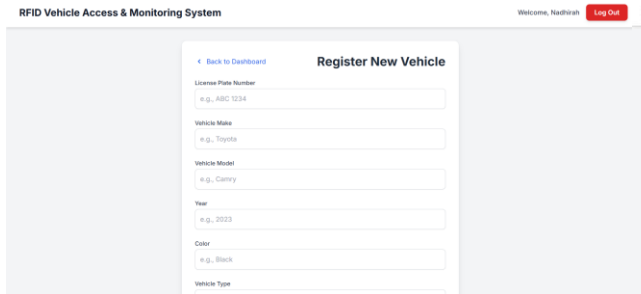 RFID Vehicle Access & Monitoring System
Welcome, Nadhirah
Log Out
Back to Dashboard
Register New Vehicle
License Plate Number
e.g., ABC 1234
Vehicle Make
e.g., Toyota
Vehicle Model
e.g., Camry
Year
e.g., 2023
Color
e.g., Black
Vehicle Type